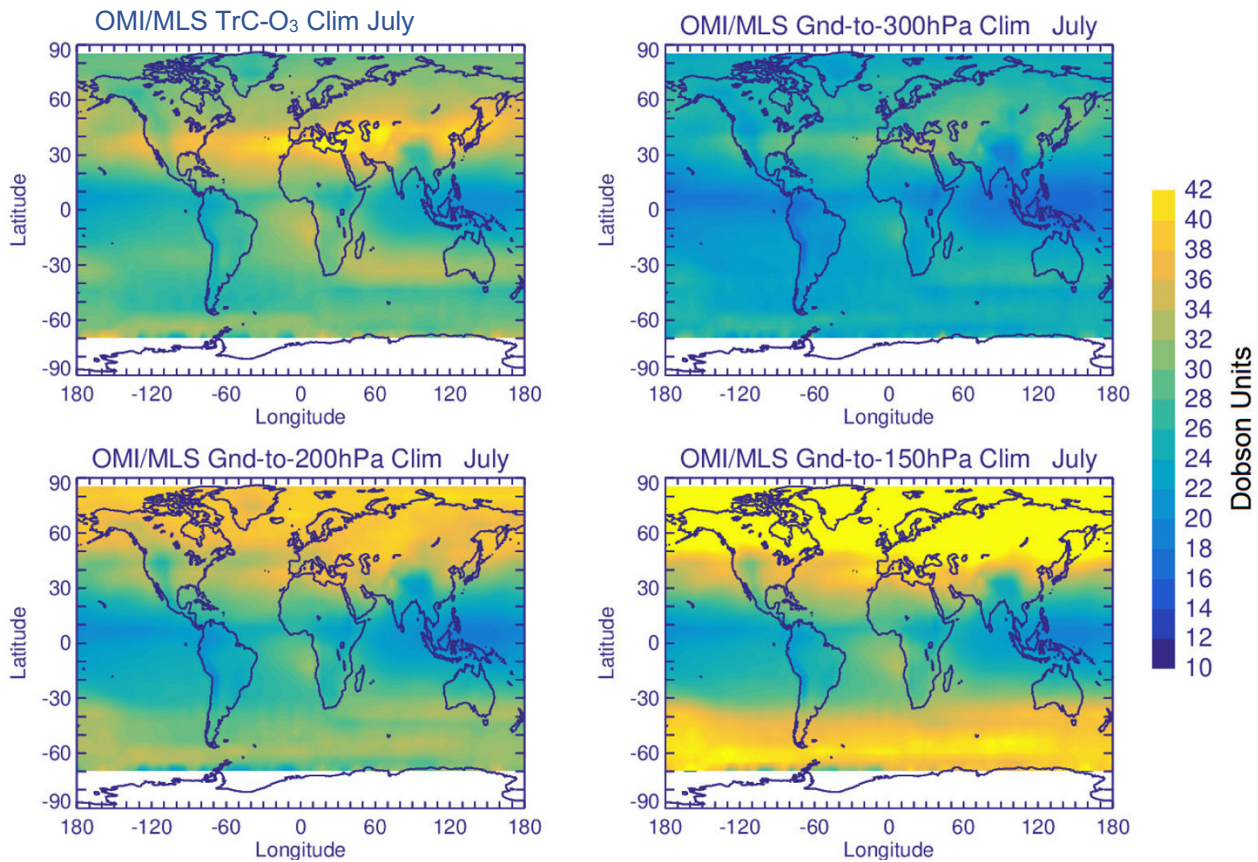 OMI/MLS TrC-O₃ Clim July
90
60
30
0
-30
-60
-90
Latitude
180 -120 -60 0 60 120 180
Longitude
OMI/MLS Gnd-to-300hPa Clim July
90
60
30
0
-30
-60
-90
Latitude
180 -120 -60 0 60 120 180
Longitude
OMI/MLS Gnd-to-200hPa Clim July
90
60
30
0
-30
-60
-90
Latitude
180 -120 -60 0 60 120 180
Longitude
OMI/MLS Gnd-to-150hPa Clim July
90
60
30
0
-30
-60
-90
Latitude
180 -120 -60 0 60 120 180
Longitude
42
40
38
36
34
32
30
28
26
24
22
20
18
16
14
12
10
Dobson Units